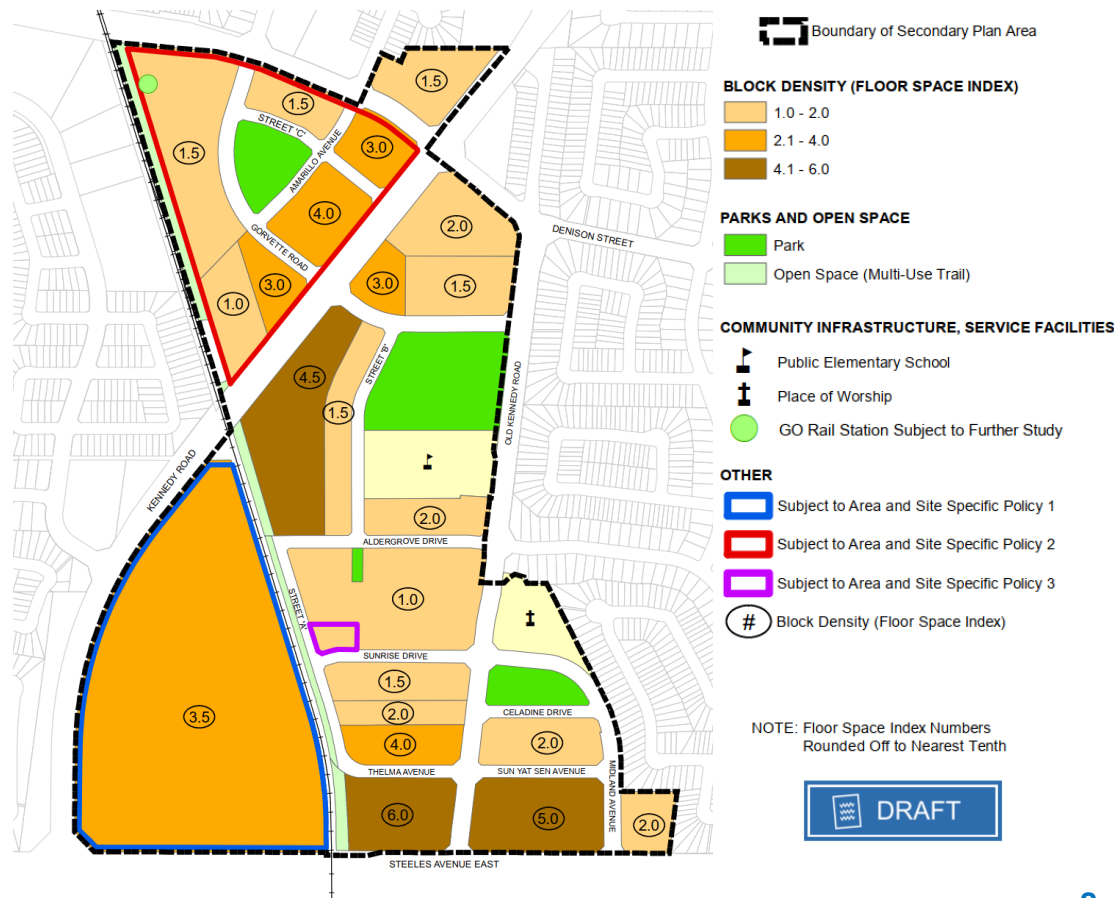 Boundary of Secondary Plan Area
BLOCK DENSITY (FLOOR SPACE INDEX)
1.0 - 2.0
2.1 - 4.0
4.1 - 6.0
PARKS AND OPEN SPACE
Park
Open Space (Multi-Use Trail)
COMMUNITY INFRASTRUCTURE, SERVICE FACILITIES
Public Elementary School
Place of Worship
GO Rail Station Subject to Further Study
OTHER
Subject to Area and Site Specific Policy 1
Subject to Area and Site Specific Policy 2
Subject to Area and Site Specific Policy 3
# Block Density (Floor Space Index)
NOTE: Floor Space Index Numbers
Rounded Off to Nearest Tenth
DRAFT
1.5
1.5
STREET 'C'
AMARILLO AVENUE
3.0
1.5
4.0
GORVETTE ROAD
2.0
DENISON STREET
3.0
1.0
3.0
1.5
4.5
STREET 'B'
1.5
OLD KENNEDY ROAD
KENNEDY ROAD
2.0
ALDERGROVE DRIVE
STREET 'A'
1.0
SUNRISE DRIVE
1.5
2.0
CELADINE DRIVE
3.5
4.0
2.0
THELMA AVENUE
SUN YAT SEN AVENUE
MIDLAND AVENUE
6.0
5.0
2.0
STEELES AVENUE EAST